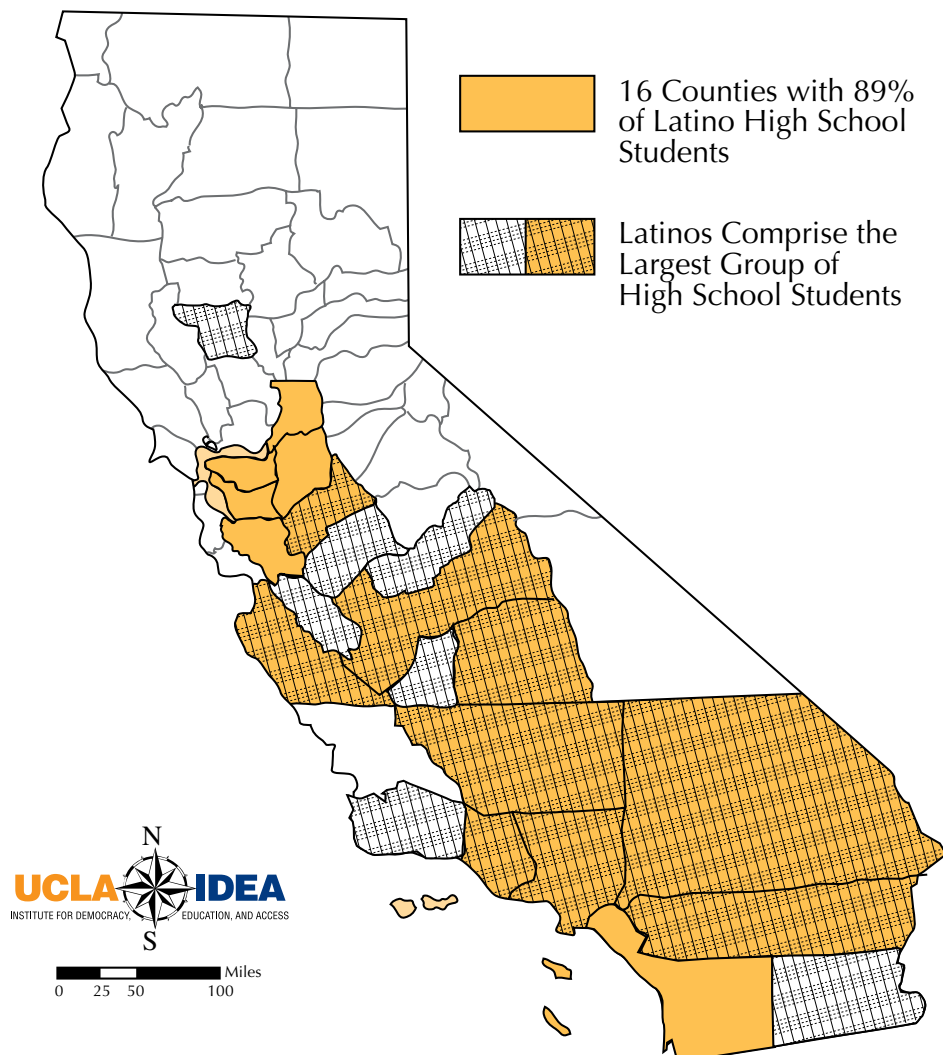 16 Counties with 89%
of Latino High School
Students
Latinos Comprise the
Largest Group of
High School Students
N
UCLA IDEA
INSTITUTE FOR DEMOCRACY, EDUCATION, AND ACCESS
S
Miles
0 25 50 100